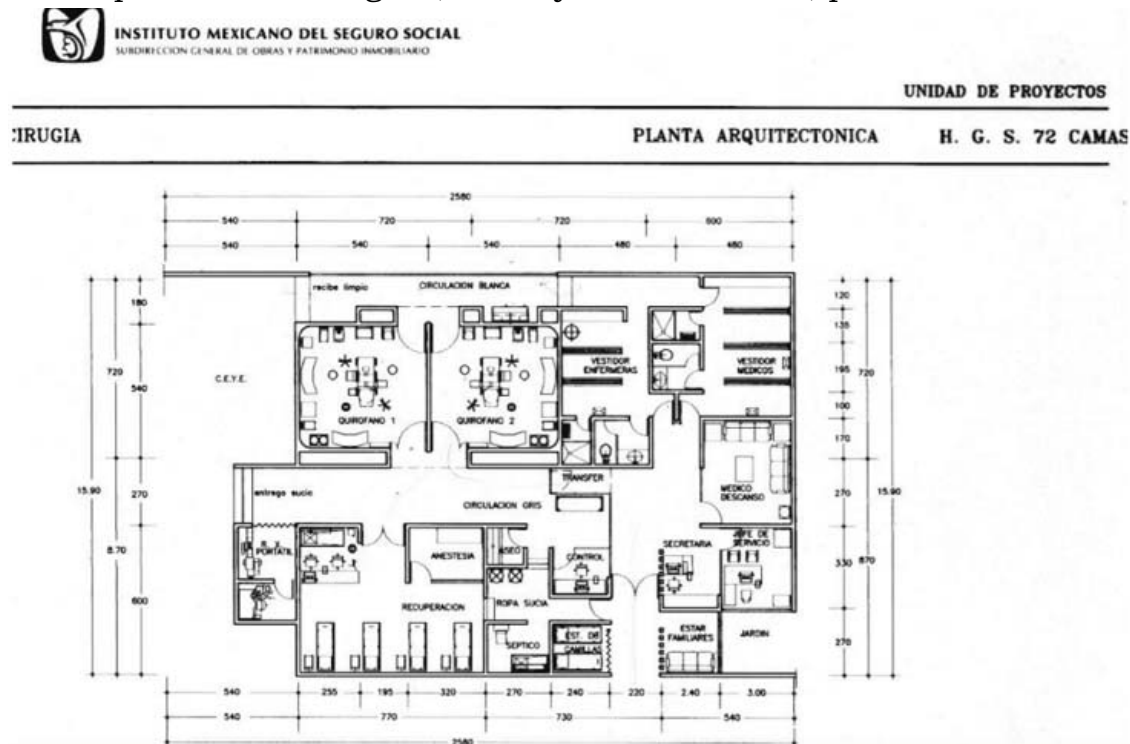 INSTITUTO MEXICANO DEL SEGURO SOCIAL
SUBDIRECCION GENERAL DE OBRAS Y PATRIMONIO INMOBILIARIO
UNIDAD DE PROYECTOS
CIRUGIA PLANTA ARQUITECTONICA H. G. S. 72 CAMAS
2580
540 720 720 600
540 540 540 480 480
recibe limpio CIRCULACION BLANCA
180 120
135
720 540 C.E.Y.E. VESTIDOR ENFERMERAS VESTIDOR MEDICOS 195 720
100
QUIROFANO 1 QUIROFANO 2
170
TRANSFER MEDICO DESCANSO
15.90 270 entrega sucio CIRCULACION GRIS 270 15.90
8.70 R. X. PORTATIL ANESTESIA ASEO CONTROL SECRETARIA JEFE DE SERVICIO 330 870
600 RECUPERACION ROPA SUCIA
SEPTICO EST. DE CAMILLAS ESTAR FAMILIARES JARDIN 270
540 255 195 320 270 240 220 2.40 3.00
540 770 730 540
2580